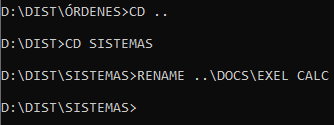 D:\DIST\ÓRDENES>CD ..
D:\DIST>CD SISTEMAS
D:\DIST\SISTEMAS>RENAME ..\DOCS\EXEL CALC
D:\DIST\SISTEMAS>